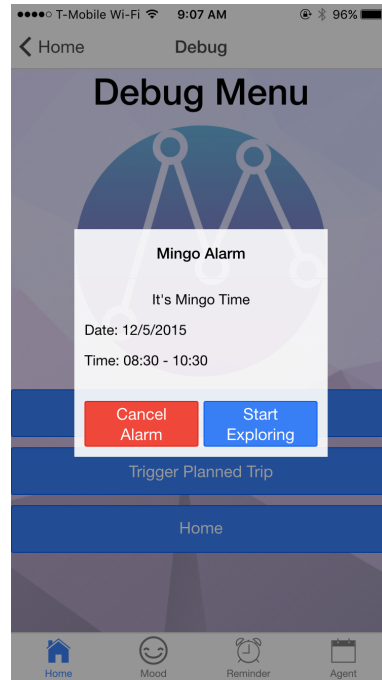 T-Mobile Wi-Fi 9:07 AM 96%
Home Debug
Debug Menu
Mingo Alarm
It's Mingo Time
Date: 12/5/2015
Time: 08:30 - 10:30
Cancel Alarm
Start Exploring
Trigger Planned Trip
Home
Home Mood Reminder Agent